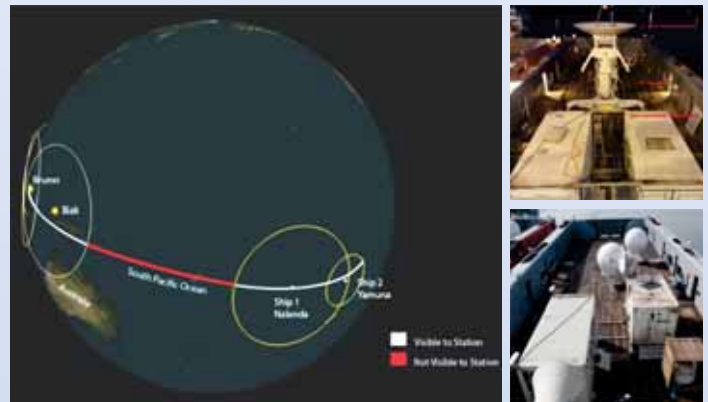 Brunei
Biak
Australia
South Pacific Ocean
Ship 1
Nalanda
Ship 2
Yamuna
Visible to Station
Not Visible to Station